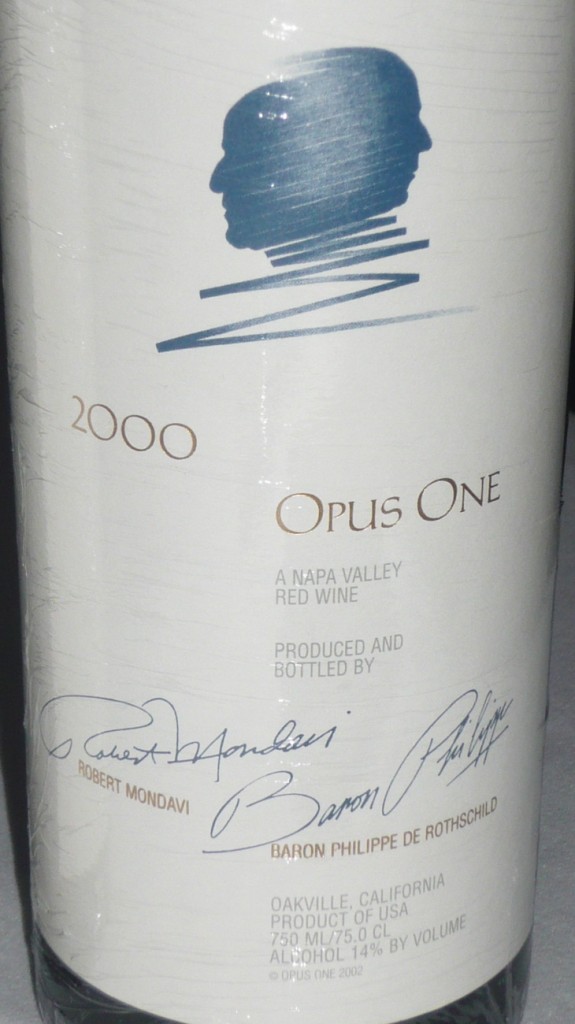 2000
OPUS ONE
A NAPA VALLEY
RED WINE
PRODUCED AND
BOTTLED BY
Robert Mondavi
ROBERT MONDAVI
Baron Philippe
BARON PHILIPPE DE ROTHSCHILD
OAKVILLE, CALIFORNIA
PRODUCT OF USA
750 ML/75.0 CL
ALCOHOL 14% BY VOLUME
© OPUS ONE 2002